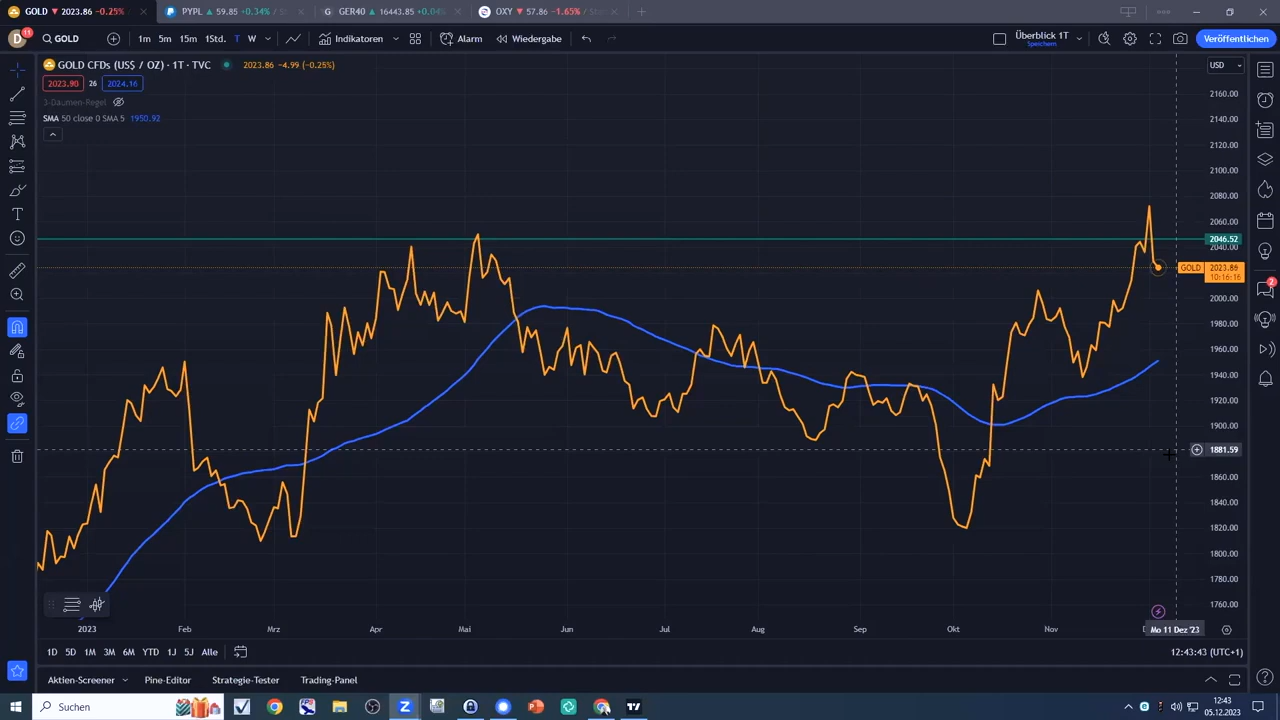 GOLD ▼ 2023.86 −0.25%
PYPL ▲ 59.85 +0.34%
GER40 ▲ 16443.85 +0.04%
OXY ▼ 57.86 −1.65%
D 11
GOLD
1m 5m 15m 1Std. T W
Indikatoren
Alarm
Wiedergabe
Überblick 1T
Speichern
Veröffentlichen
GOLD CFDs (US$ / OZ) · 1T · TVC
2023.86 −4.99 (−0.25%)
USD
2023.90 26 2024.16
3-Daumen-Regel
SMA 50 close 0 SMA 5 1950.92
2160.00
2140.00
2120.00
2100.00
2080.00
2060.00
2046.52
2040.00
GOLD 2023.86
10:16:16
2000.00
1980.00
1960.00
1940.00
1920.00
1900.00
1881.59
1860.00
1840.00
1820.00
1800.00
1780.00
1760.00
2
2023 Feb Mrz Apr Mai Jun Jul Aug Sep Okt Nov
Mo 11 Dez '23
1D 5D 1M 3M 6M YTD 1J 5J Alle
12:43:43 (UTC+1)
Aktien-Screener Pine-Editor Strategie-Tester Trading-Panel
Suchen
12:43
05.12.2023